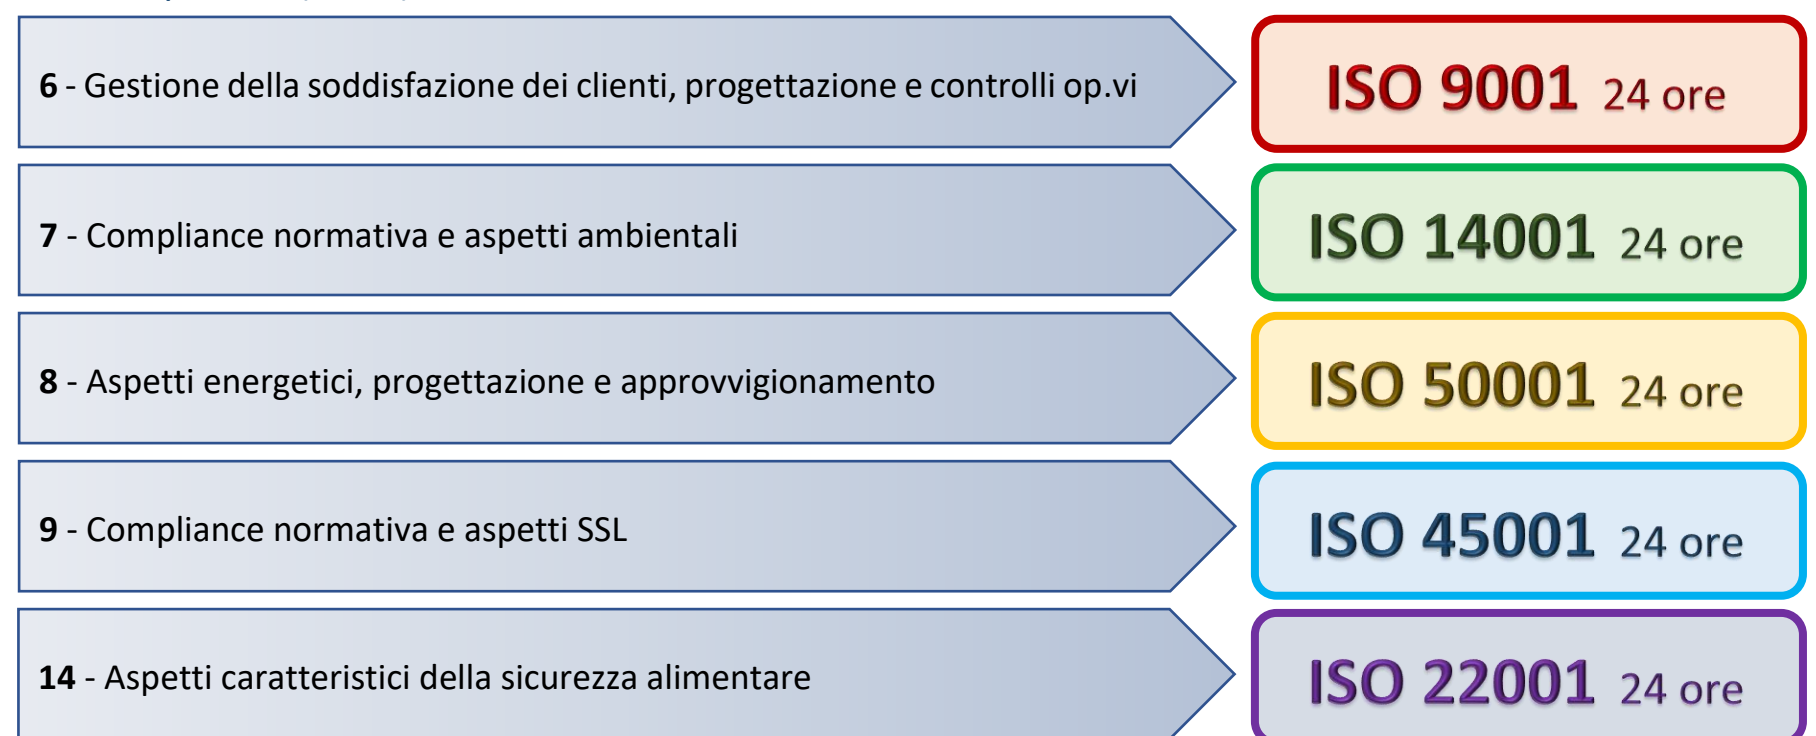 6 - Gestione della soddisfazione dei clienti, progettazione e controlli op.vi
ISO 9001 24 ore
7 - Compliance normativa e aspetti ambientali
ISO 14001 24 ore
8 - Aspetti energetici, progettazione e approvvigionamento
ISO 50001 24 ore
9 - Compliance normativa e aspetti SSL
ISO 45001 24 ore
14 - Aspetti caratteristici della sicurezza alimentare
ISO 22001 24 ore